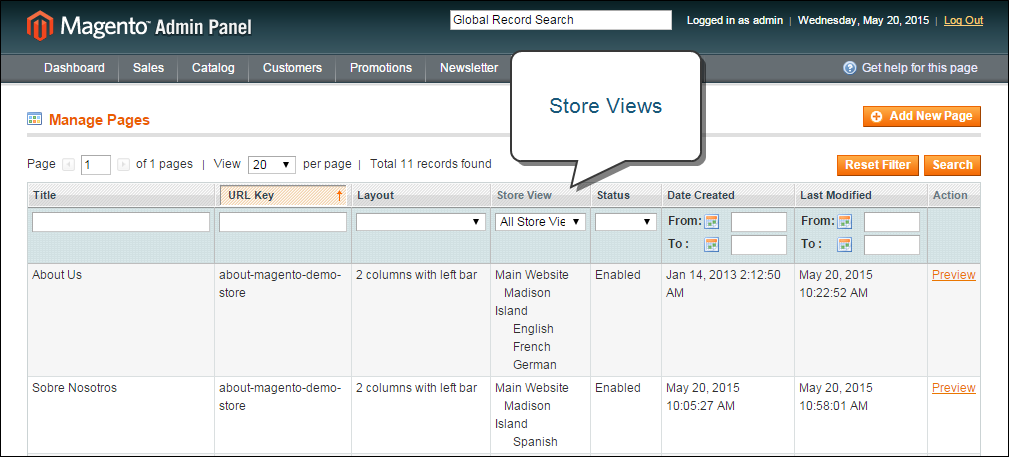 Magento™ Admin Panel
Global Record Search
Logged in as admin | Wednesday, May 20, 2015 | Log Out
Dashboard Sales Catalog Customers Promotions Newsletter
Get help for this page
Store Views
Manage Pages
Add New Page
Page 1 of 1 pages | View 20 per page | Total 11 records found
Reset Filter Search
Title URL Key Layout Store View Status Date Created Last Modified Action
All Store Vie
From: From:
To : To :
About Us about-magento-demo- 2 columns with left bar Main Website Enabled Jan 14, 2013 2:12:50 May 20, 2015 Preview
store Madison AM 10:22:52 AM
Island
English
French
German
Sobre Nosotros about-magento-demo- 2 columns with left bar Main Website Enabled May 20, 2015 May 20, 2015 Preview
store Madison 10:05:27 AM 10:58:01 AM
Island
Spanish